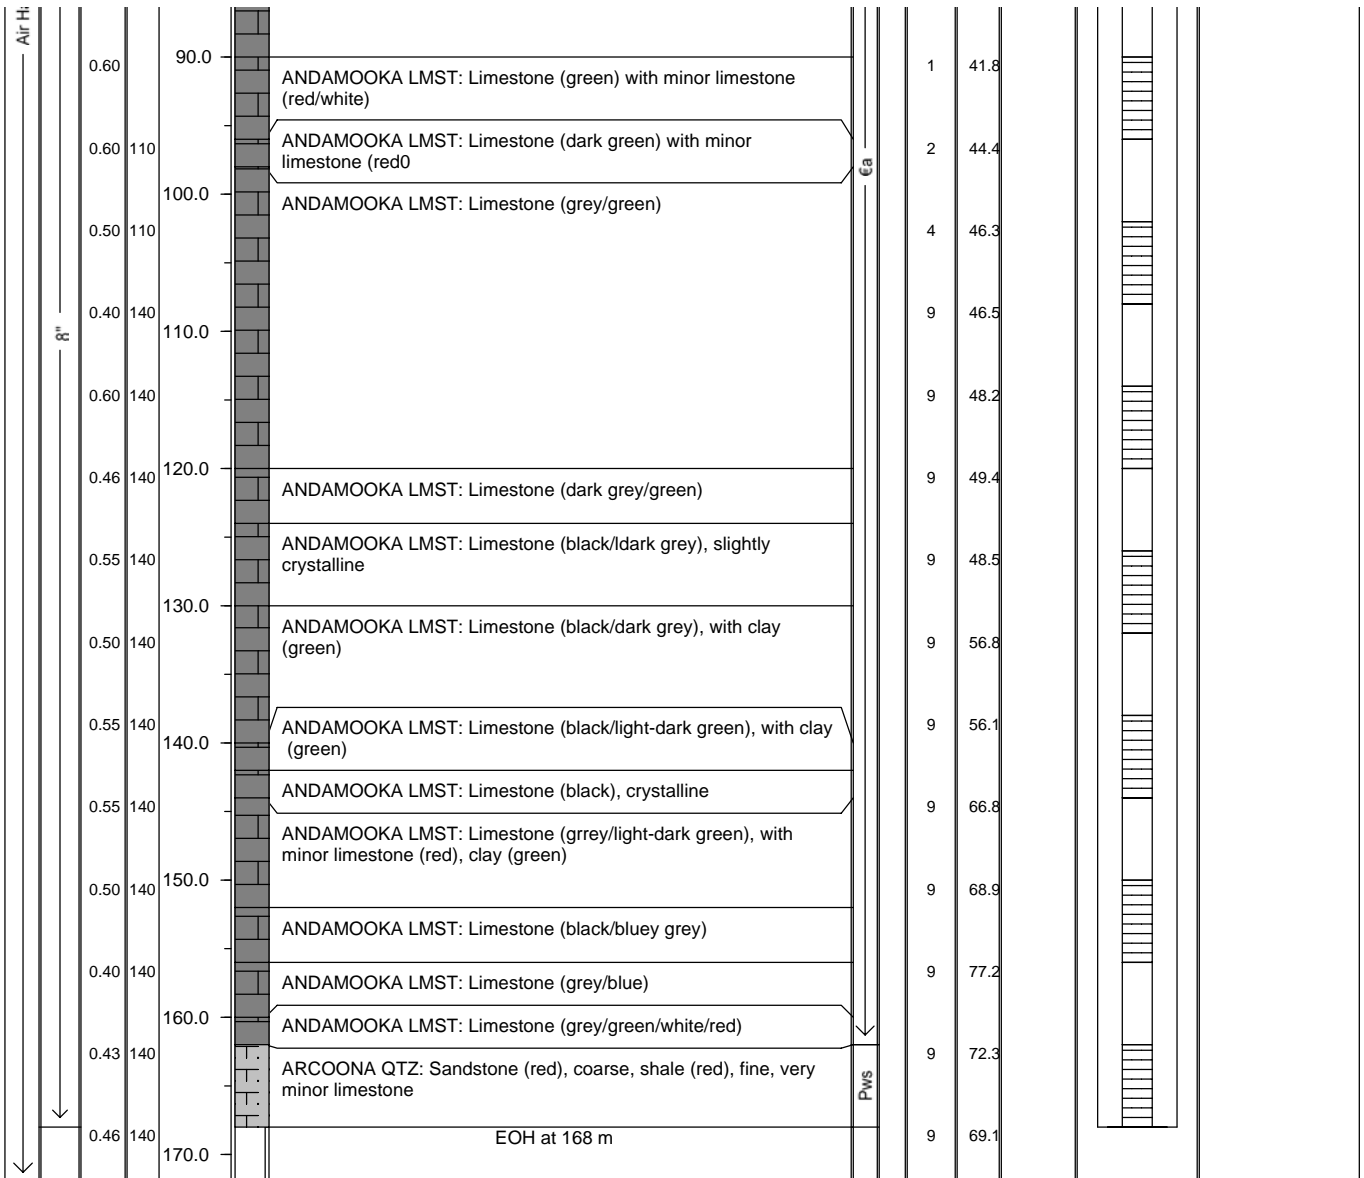 Air H
90.0
0.60
ANDAMOOKA LMST: Limestone (green) with minor limestone
(red/white)
1 41.8
ANDAMOOKA LMST: Limestone (dark green) with minor
limestone (red0
0.60 110
2 44.4
Ꞓa
100.0
ANDAMOOKA LMST: Limestone (grey/green)
0.50 110
4 46.3
0.40 140
9 46.5
110.0
8"
0.60 140
9 48.2
120.0
0.46 140
9 49.4
ANDAMOOKA LMST: Limestone (dark grey/green)
ANDAMOOKA LMST: Limestone (black/ldark grey), slightly
crystalline
0.55 140
9 48.5
130.0
ANDAMOOKA LMST: Limestone (black/dark grey), with clay
(green)
0.50 140
9 56.8
0.55 140
ANDAMOOKA LMST: Limestone (black/light-dark green), with clay
(green)
9 56.1
140.0
ANDAMOOKA LMST: Limestone (black), crystalline
0.55 140
9 66.8
ANDAMOOKA LMST: Limestone (grrey/light-dark green), with
minor limestone (red), clay (green)
150.0
0.50 140
9 68.9
ANDAMOOKA LMST: Limestone (black/bluey grey)
0.40 140
ANDAMOOKA LMST: Limestone (grey/blue)
9 77.2
160.0
ANDAMOOKA LMST: Limestone (grey/green/white/red)
0.43 140
9 72.3
ARCOONA QTZ: Sandstone (red), coarse, shale (red), fine, very
minor limestone
Pws
0.46 140
EOH at 168 m
9 69.1
170.0